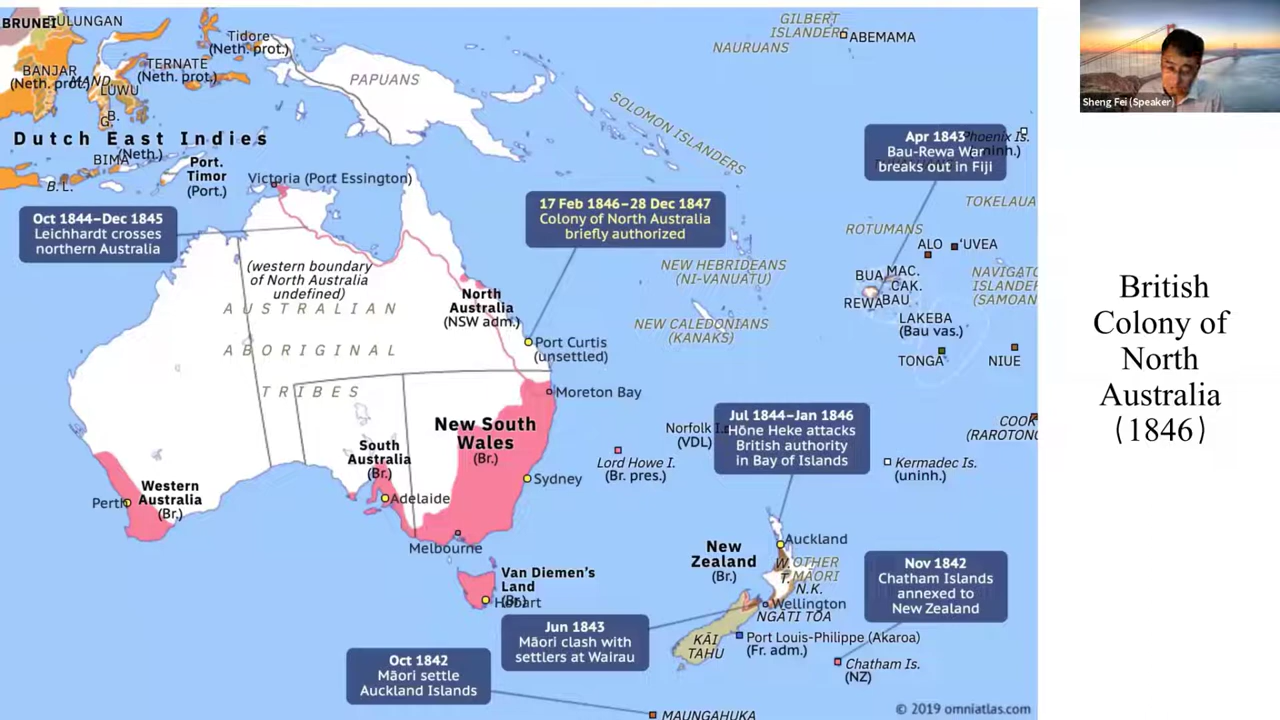 BRUNEI
BULUNGAN
Tidore
(Neth. prot.)
BANJAR
(Neth. prot.)
MAND.
TERNATE
(Neth. prot.)
LUWU
B.
G.
PAPUANS
GILBERT
ISLANDERS
NAURUANS
ABEMAMA
SOLOMON ISLANDERS
Dutch East Indies
(Neth.)
BIMA
B.L.
Port.
Timor
(Port.)
Victoria (Port Essington)
Phoenix Is.
(uninh.)
Apr 1843
Bau-Rewa War
breaks out in Fiji
TOKELAUA
Oct 1844–Dec 1845
Leichhardt crosses
northern Australia
17 Feb 1846–28 Dec 1847
Colony of North Australia
briefly authorized
ROTUMANS
ALO
'UVEA
(western boundary
of North Australia
undefined)
NEW HEBRIDEANS
(NI-VANUATU)
BUA
MAC.
CAK.
BAU
REWA
NAVIGATO
ISLANDER
(SAMOAN
AUSTRALIAN
ABORIGINAL
TRIBES
North
Australia
(NSW adm.)
NEW CALEDONIANS
(KANAKS)
LAKEBA
(Bau vas.)
TONGA
NIUE
Port Curtis
(unsettled)
Moreton Bay
New South
Wales
(Br.)
South
Australia
(Br.)
Norfolk I.
(VDL)
Lord Howe I.
(Br. pres.)
Jul 1844–Jan 1846
Hōne Heke attacks
British authority
in Bay of Islands
COOK
(RAROTONG
Kermadec Is.
(uninh.)
Sydney
Adelaide
Perth
Western
Australia
(Br.)
Melbourne
Van Diemen's
Land
(Br.)
Hobart
New
Zealand
(Br.)
Auckland
W.
T.
OTHER
MĀORI
N.K.
Wellington
NGĀTI TOA
KĀI
TAHU
Port Louis-Philippe (Akaroa)
(Fr. adm.)
Nov 1842
Chatham Islands
annexed to
New Zealand
Chatham Is.
(NZ)
Jun 1843
Māori clash with
settlers at Wairau
Oct 1842
Māori settle
Auckland Islands
MAUNGAHUKA
© 2019 omniatlas.com
Sheng Fei (Speaker)
British
Colony of
North
Australia
(1846)